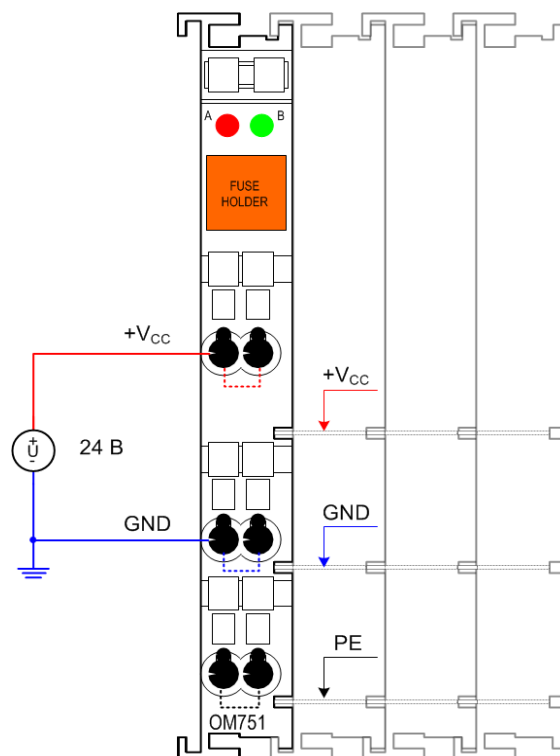 A
B
FUSE
HOLDER
+VCC
+VCC
+
U
-
24 В
GND
GND
PE
OM751